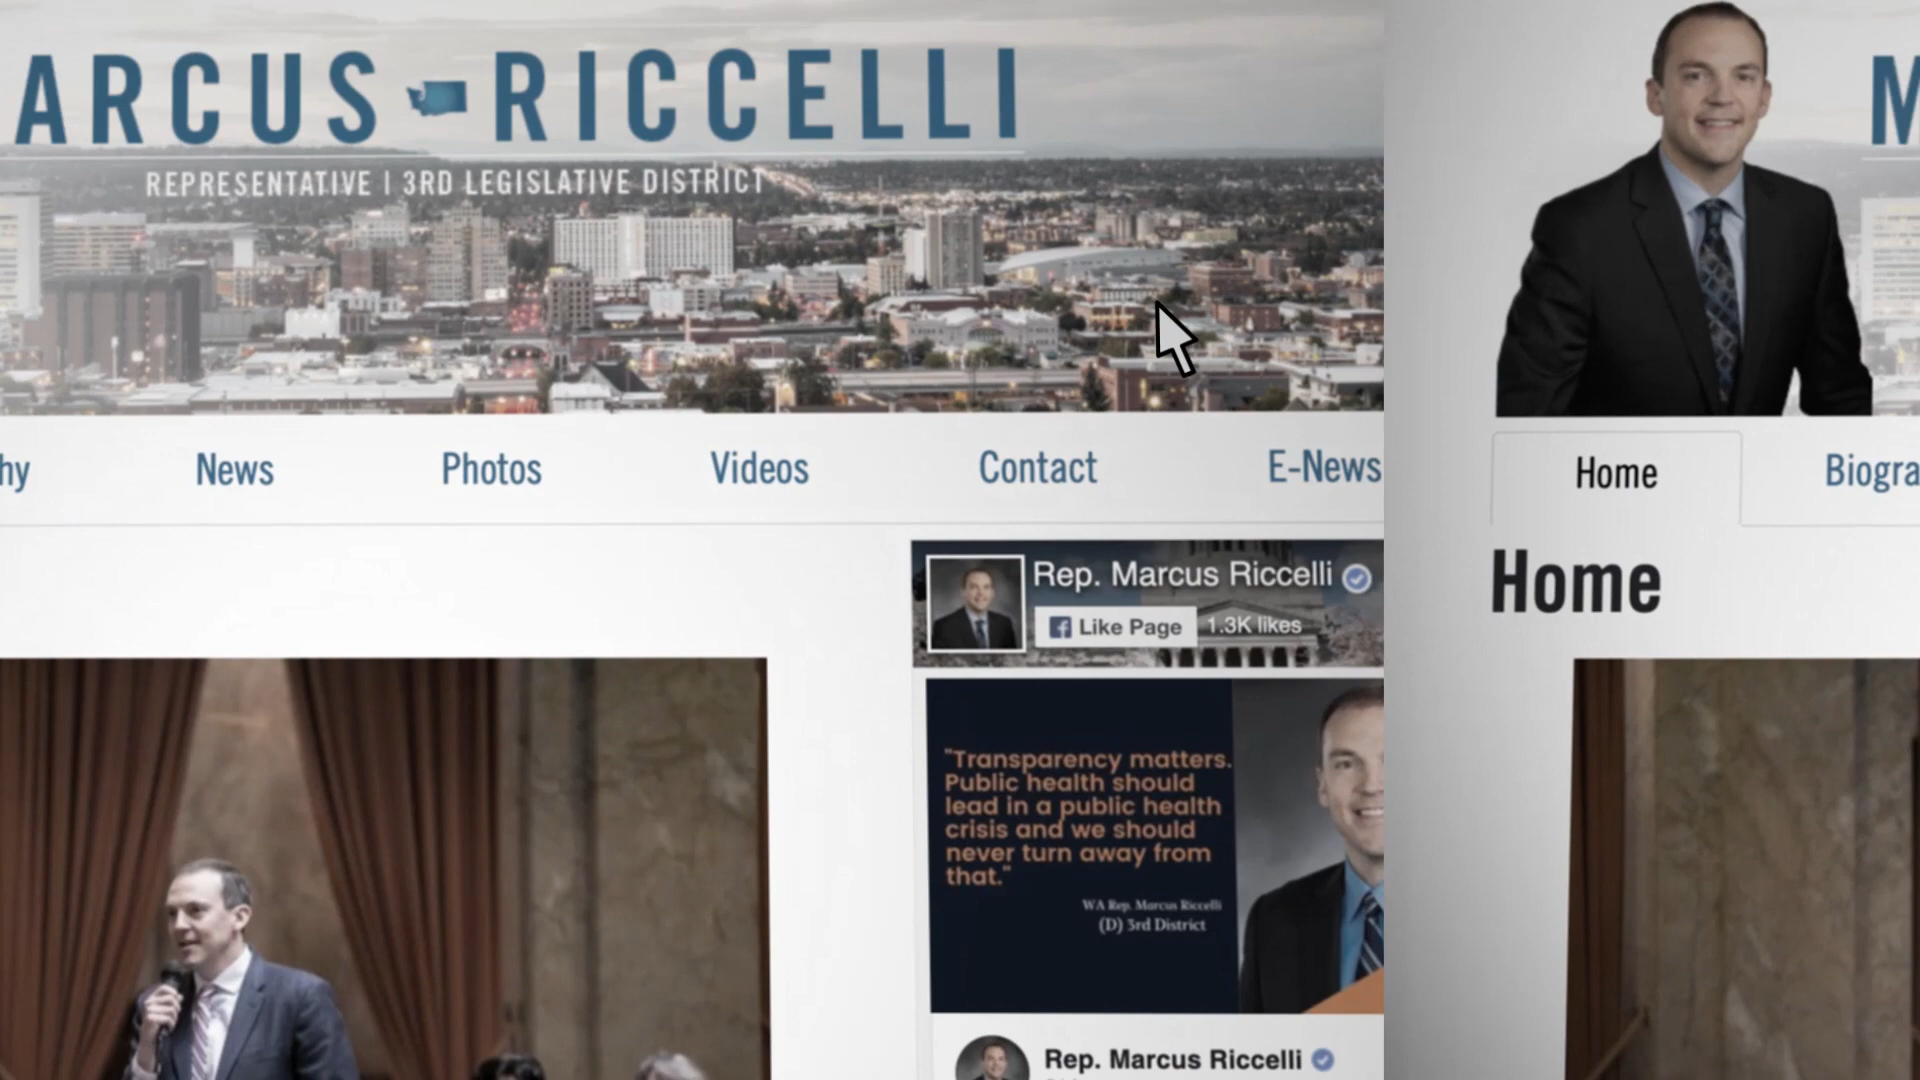 ARCUS RICCELLI
REPRESENTATIVE | 3RD LEGISLATIVE DISTRICT
hy
News
Photos
Videos
Contact
E-News
Rep. Marcus Riccelli
Like Page
1.3K likes
"Transparency matters.
Public health should
lead in a public health
crisis and we should
never turn away from
that."
WA Rep. Marcus Riccelli
(D) 3rd District
Rep. Marcus Riccelli
M
Home
Biogra
Home